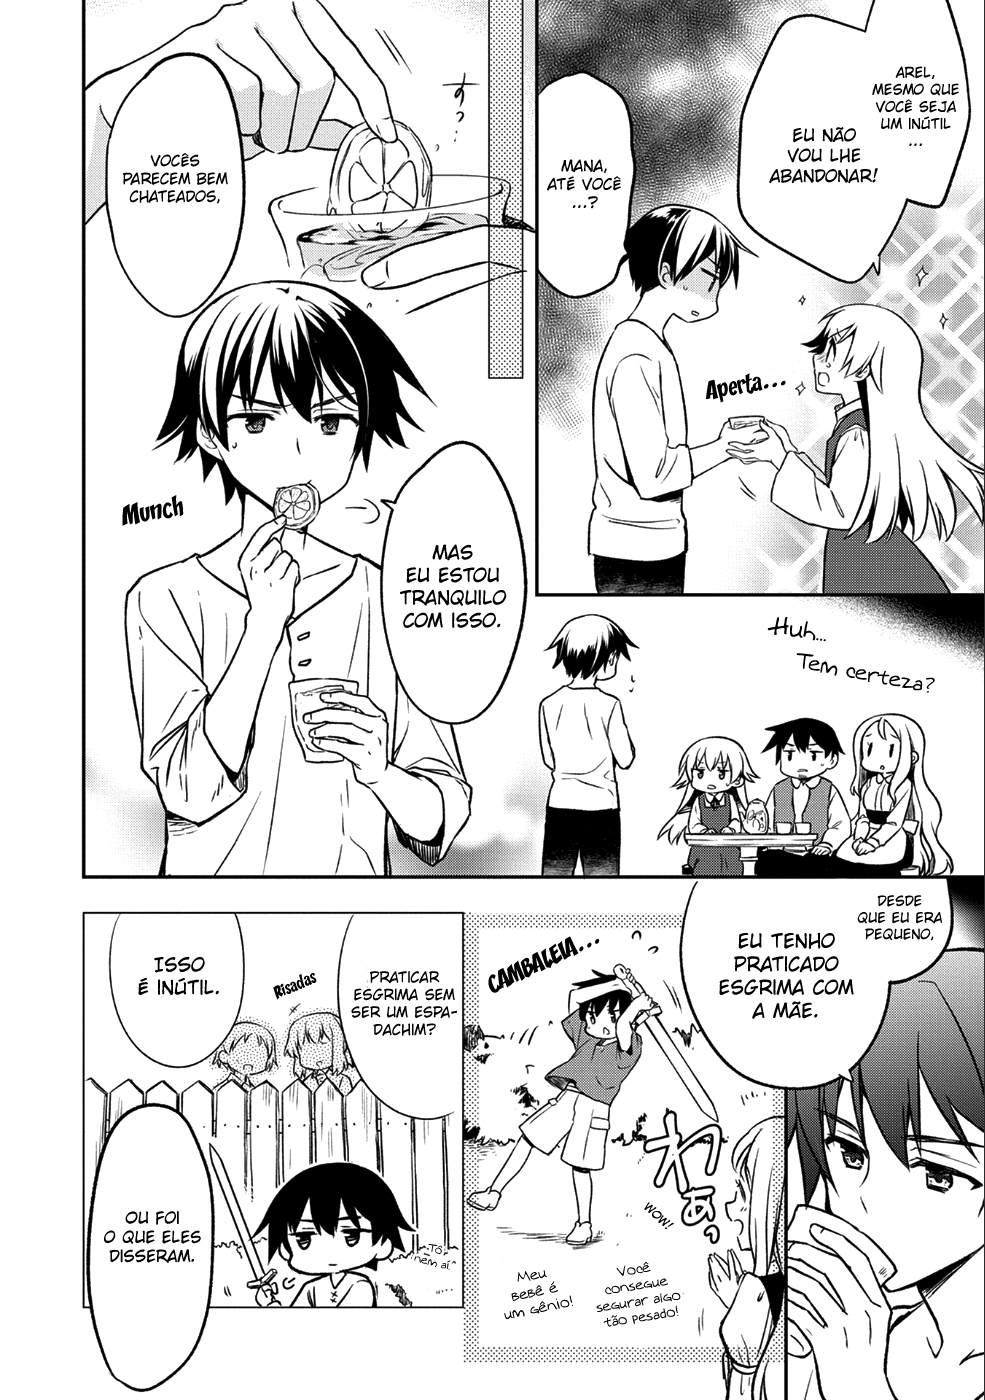 AREL,
MESMO QUE
VOCÊ SEJA
UM INÚTIL
...
EU NÃO
VOU LHE
ABANDONAR!
MANA,
ATÉ VOCÊ
...?
Aperta...
すっ…
VOCÊS
PARECEM BEM
CHATEADOS,
Munch
MAS
EU ESTOU
TRANQUILO
COM ISSO.
Huh...
Tem certeza?
DESDE
QUE EU ERA
PEQUENO,
EU TENHO
PRATICADO
ESGRIMA COM
A MÃE.
CAMBALEIA...
わぁっ
WOW!
Você
consegue
segurar algo
tão pesado!
Meu
bebê é
um gênio!
PRATICAR
ESGRIMA SEM
SER UM ESPA-
DACHIM?
Risadas
ISSO
É INÚTIL.
"Tô
nem aí."
OU FOI
O QUE ELES
DISSERAM.